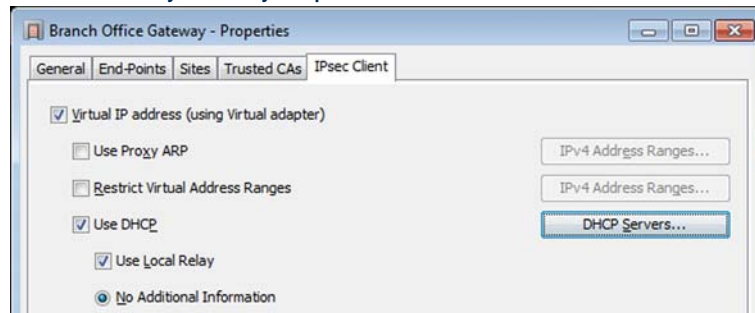 Branch Office Gateway - Properties
General End-Points Sites Trusted CAs IPsec Client
Virtual IP address (using Virtual adapter)
Use Proxy ARP IPv4 Address Ranges...
Restrict Virtual Address Ranges IPv4 Address Ranges...
Use DHCP DHCP Servers...
Use Local Relay
No Additional Information